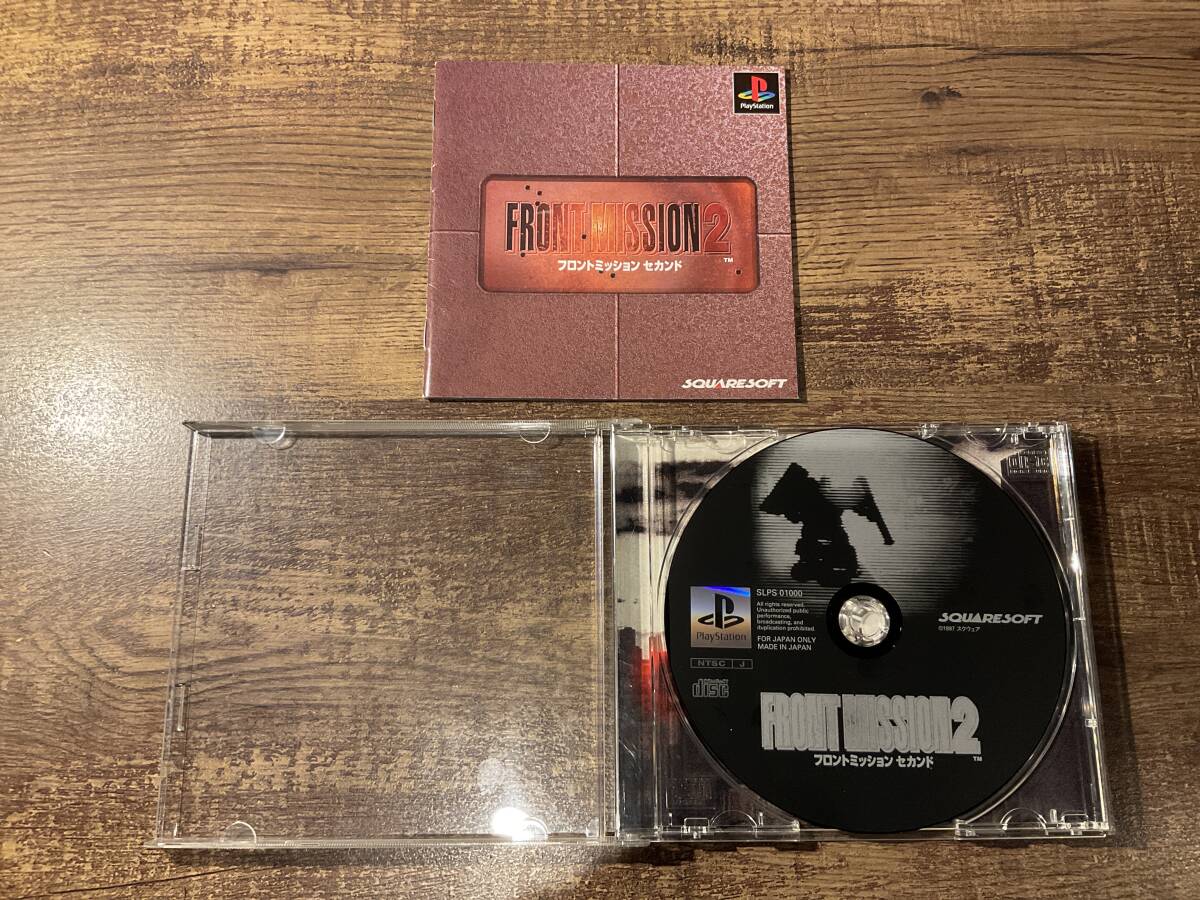 PlayStation
FRONT MISSION 2
TM
フロントミッション セカンド
SQUARESOFT
disc
SLPS 01000
All rights reserved.
Unauthorized public
performance,
broadcasting, and
duplication prohibited.
FOR JAPAN ONLY
MADE IN JAPAN
PlayStation
NTSC J
disc
SQUARESOFT
©1997 スクウェア
FRONT MISSION 2
TM
フロントミッション セカンド